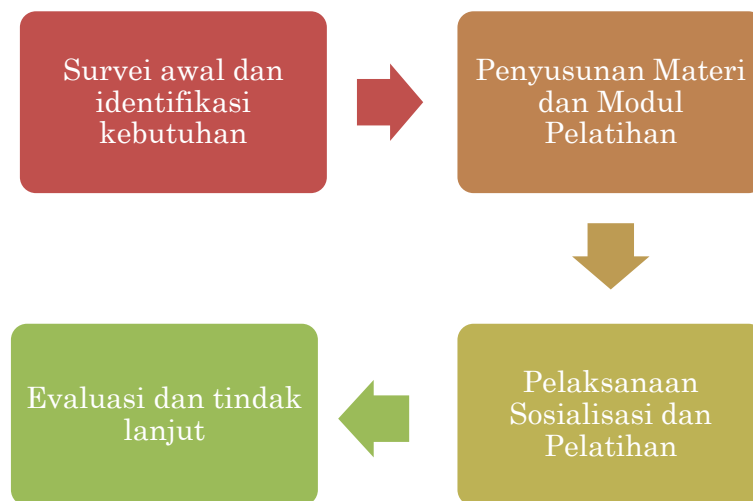 Survei awal dan
identifikasi
kebutuhan
Penyusunan Materi
dan Modul
Pelatihan
Pelaksanaan
Sosialisasi dan
Pelatihan
Evaluasi dan tindak
lanjut